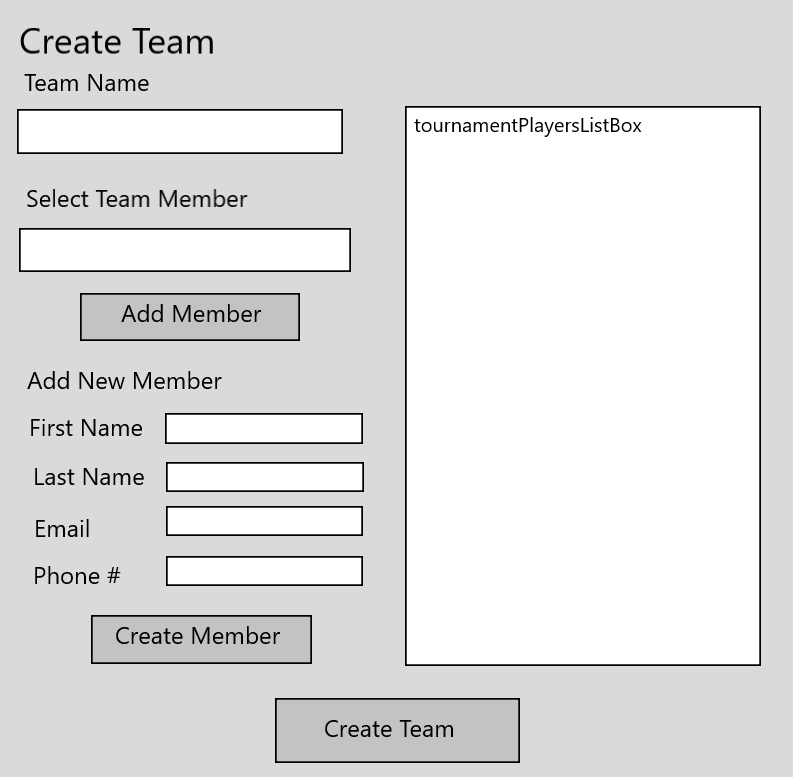 Create Team
Team Name
tournamentPlayersListBox
Select Team Member
Add Member
Add New Member
First Name
Last Name
Email
Phone #
Create Member
Create Team